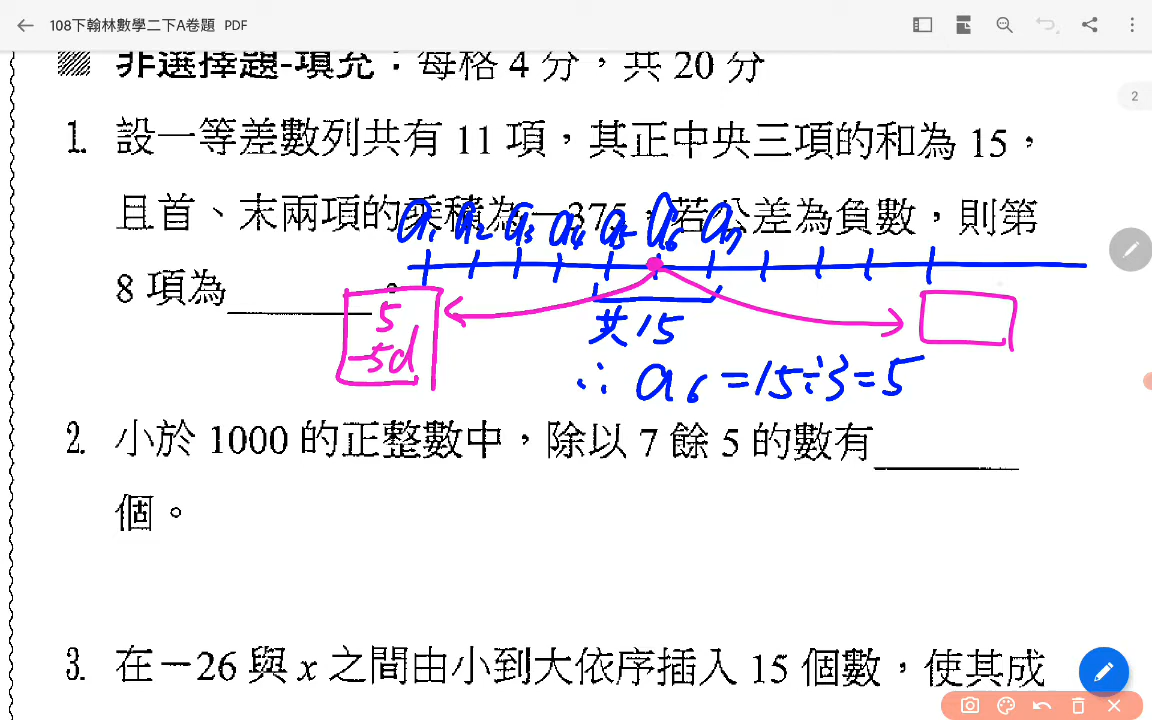 108下翰林數學二下A卷題 PDF
2
非選擇題-填充：每格 4 分，共 20 分
1. 設一等差數列共有 11 項，其正中央三項的和為 15，
且首、末兩項的乘積為－375，若公差為負數，則第
a₁ a₂ a₃ a₄ a₅ a₆ a₇
8 項為＿＿＿＿。
5
-5d
共15
∴ a₆ = 15÷3 = 5
2. 小於 1000 的正整數中，除以 7 餘 5 的數有＿＿＿＿
個。
3. 在－26 與 x 之間由小到大依序插入 15 個數，使其成